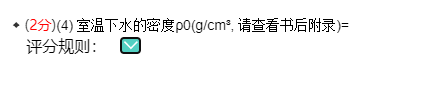 ◆ (2分)(4) 室温下水的密度ρ0(g/cm³, 请查看书后附录)=
评分规则：